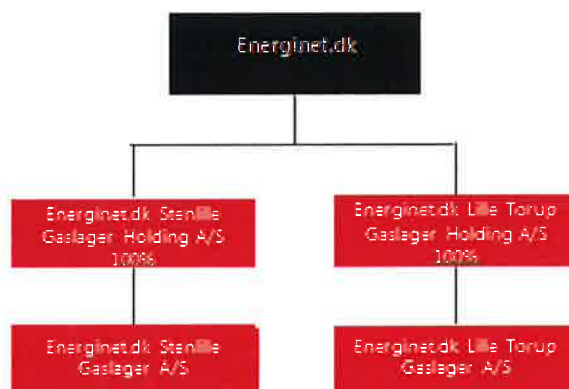 Energinet.dk
Energinet.dk Stenlille
Gaslager Holding A/S
100%
Energinet.dk Lille Torup
Gaslager Holding A/S
100%
Energinet.dk Stenlille
Gaslager A/S
Energinet.dk Lille Torup
Gaslager A/S